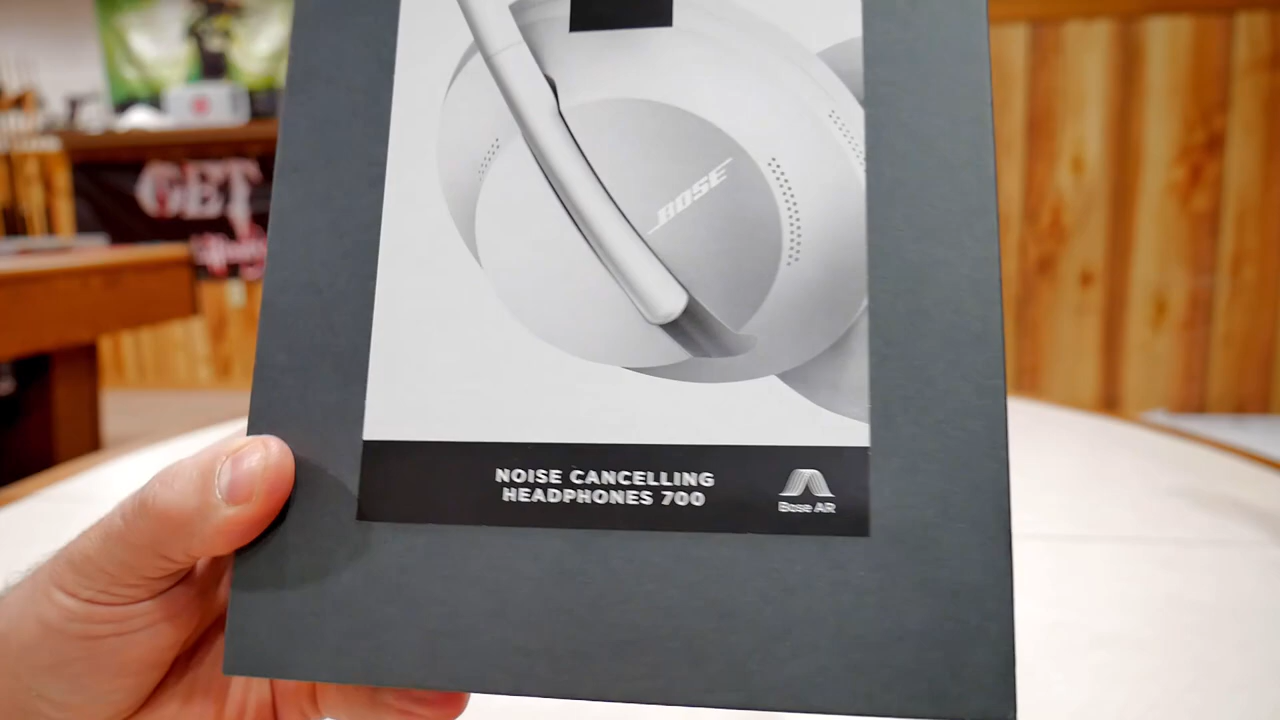 GET
BOSE
NOISE CANCELLING
HEADPHONES 700
Bose AR